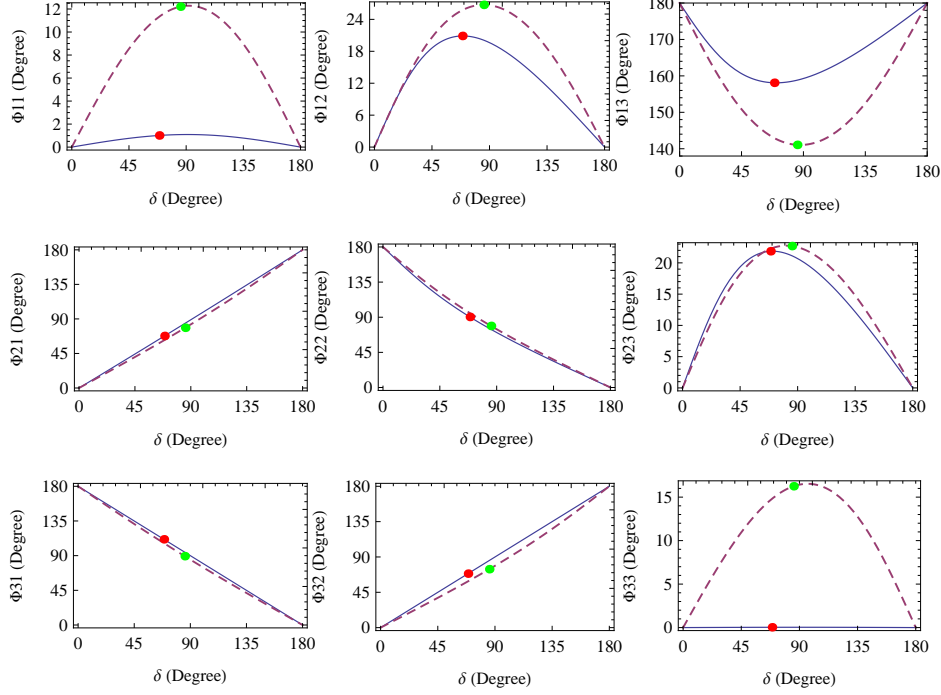 12
10
8
6
4
2
0
Φ11 (Degree)
0 45 90 135 180
δ (Degree)
24
18
12
6
0
Φ12 (Degree)
0 45 90 135 180
δ (Degree)
180
170
160
150
140
Φ13 (Degree)
0 45 90 135 180
δ (Degree)
180
135
90
45
0
Φ21 (Degree)
0 45 90 135 180
δ (Degree)
180
135
90
45
0
Φ22 (Degree)
0 45 90 135 180
δ (Degree)
20
15
10
5
0
Φ23 (Degree)
0 45 90 135 180
δ (Degree)
180
135
90
45
0
Φ31 (Degree)
0 45 90 135 180
δ (Degree)
180
135
90
45
0
Φ32 (Degree)
0 45 90 135 180
δ (Degree)
15
10
5
0
Φ33 (Degree)
0 45 90 135 180
δ (Degree)